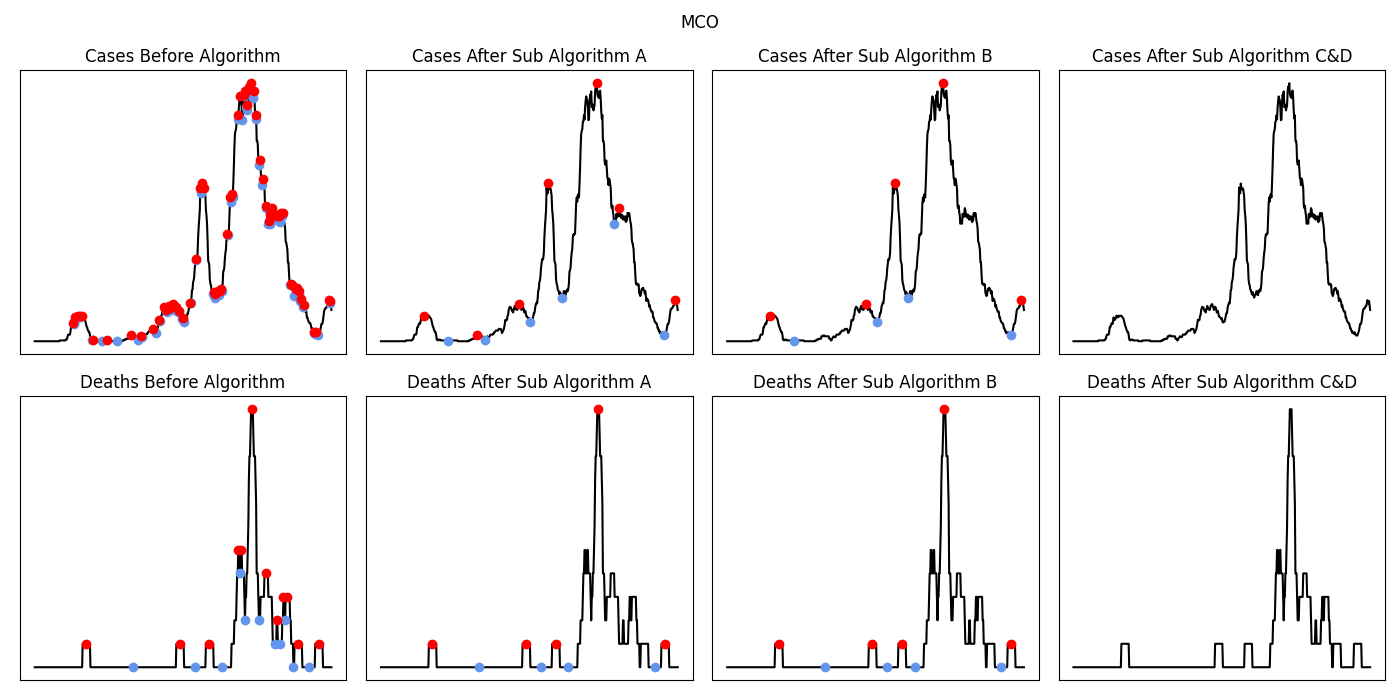 MCO
Cases Before Algorithm
Cases After Sub Algorithm A
Cases After Sub Algorithm B
Cases After Sub Algorithm C&D
Deaths Before Algorithm
Deaths After Sub Algorithm A
Deaths After Sub Algorithm B
Deaths After Sub Algorithm C&D